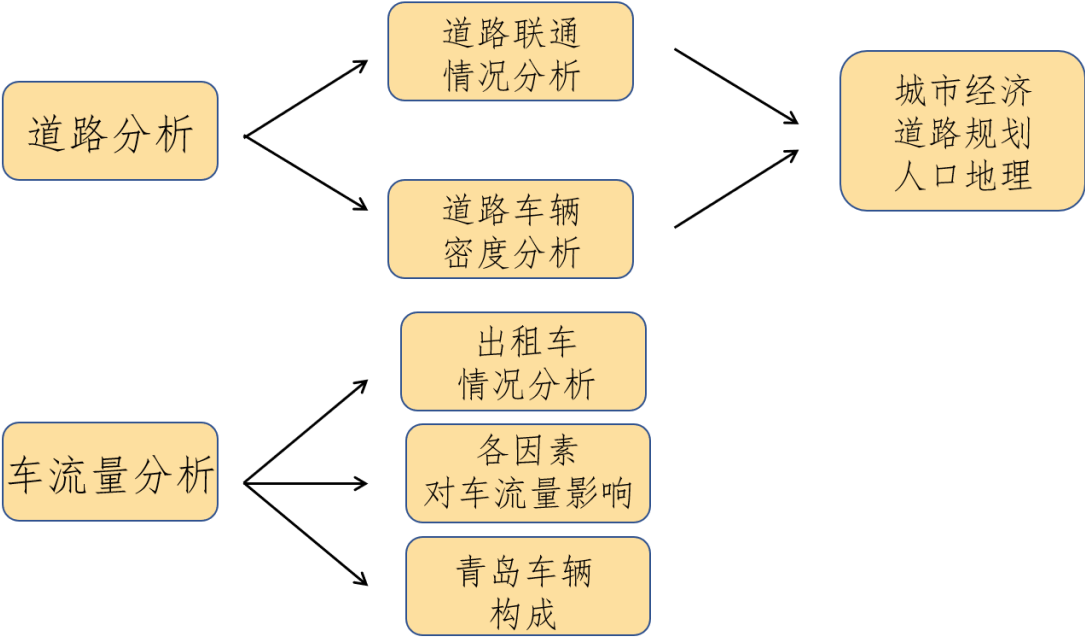 道路分析
道路联通
情况分析
道路车辆
密度分析
城市经济
道路规划
人口地理
车流量分析
出租车
情况分析
各因素
对车流量影响
青岛车辆
构成